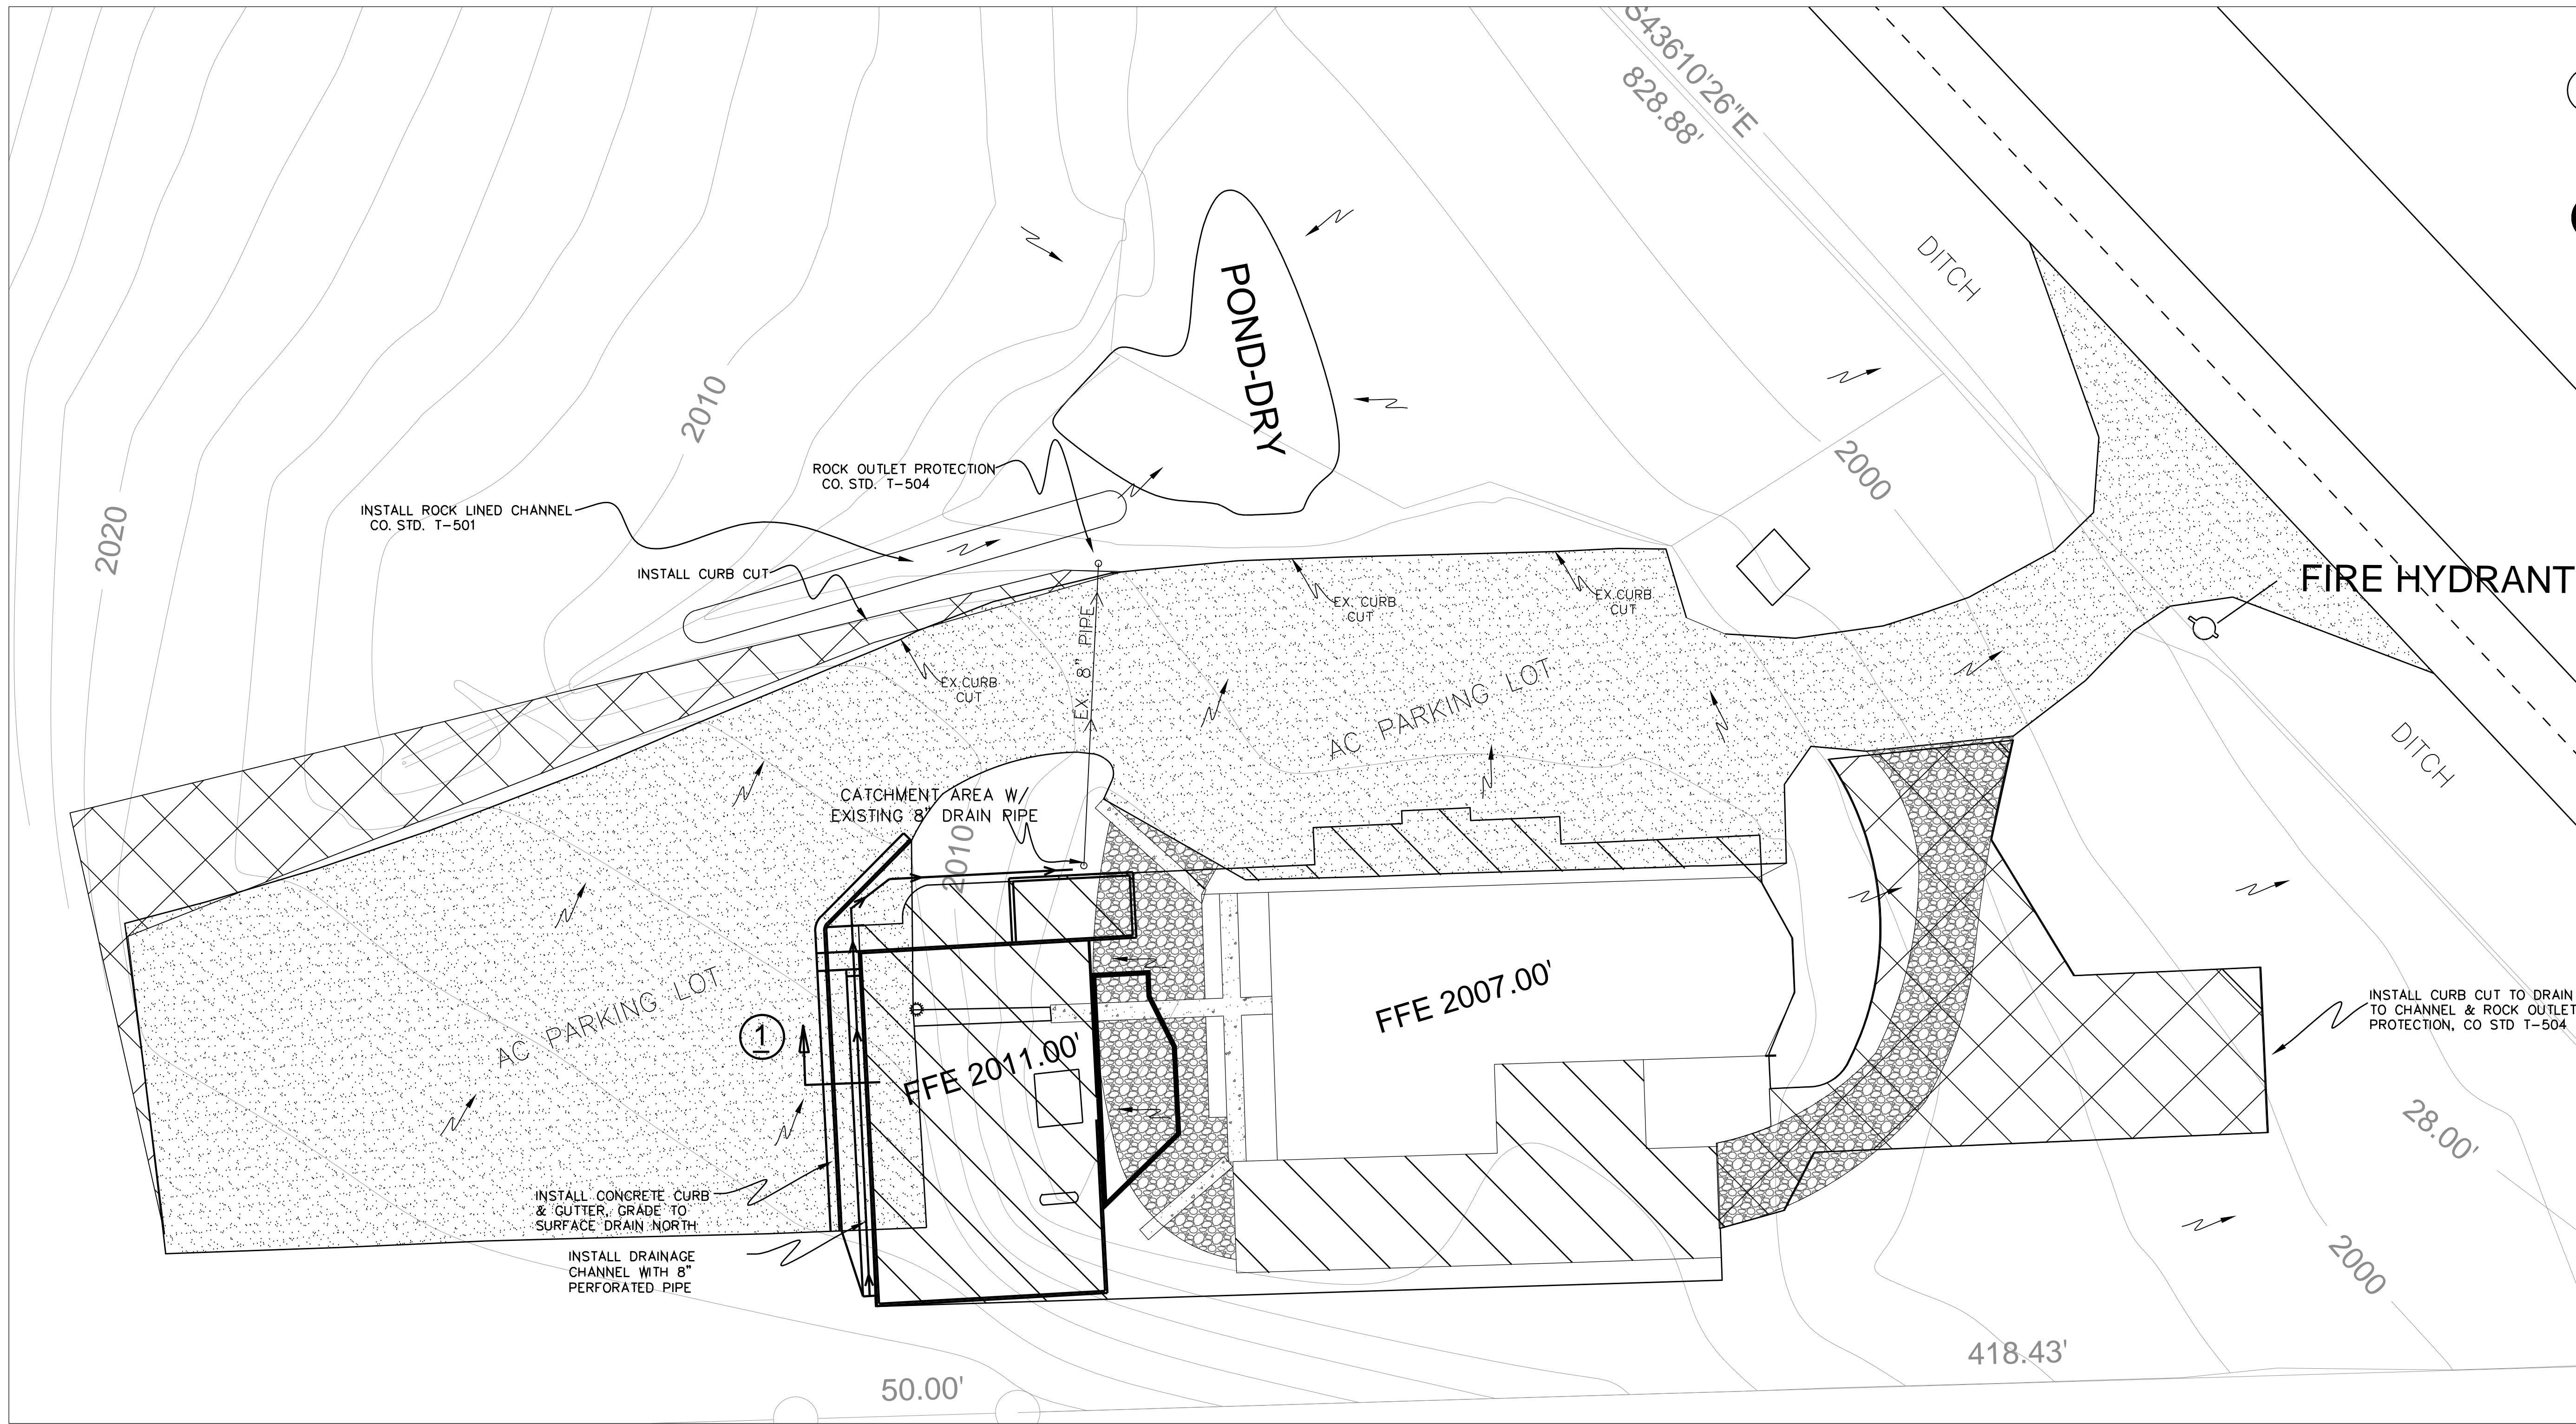 S43610'26"E
828.88'
DITCH
POND-DRY
2010
2000
2020
ROCK OUTLET PROTECTION
CO. STD. T-504
INSTALL ROCK LINED CHANNEL
CO. STD. T-501
INSTALL CURB CUT
EX. CURB
CUT
EX.CURB
CUT
FIRE HYDRANT
EX. 8" PIPE
EX.CURB
CUT
AC PARKING LOT
DITCH
CATCHMENT AREA W/
EXISTING 8" DRAIN PIPE
2010
FFE 2007.00'
AC PARKING LOT
1
FFE 2011.00'
INSTALL CURB CUT TO DRAIN
TO CHANNEL & ROCK OUTLET
PROTECTION, CO STD T-504
28.00'
INSTALL CONCRETE CURB
& GUTTER, GRADE TO
SURFACE DRAIN NORTH
INSTALL DRAINAGE
CHANNEL WITH 8"
PERFORATED PIPE
2000
418.43'
50.00'